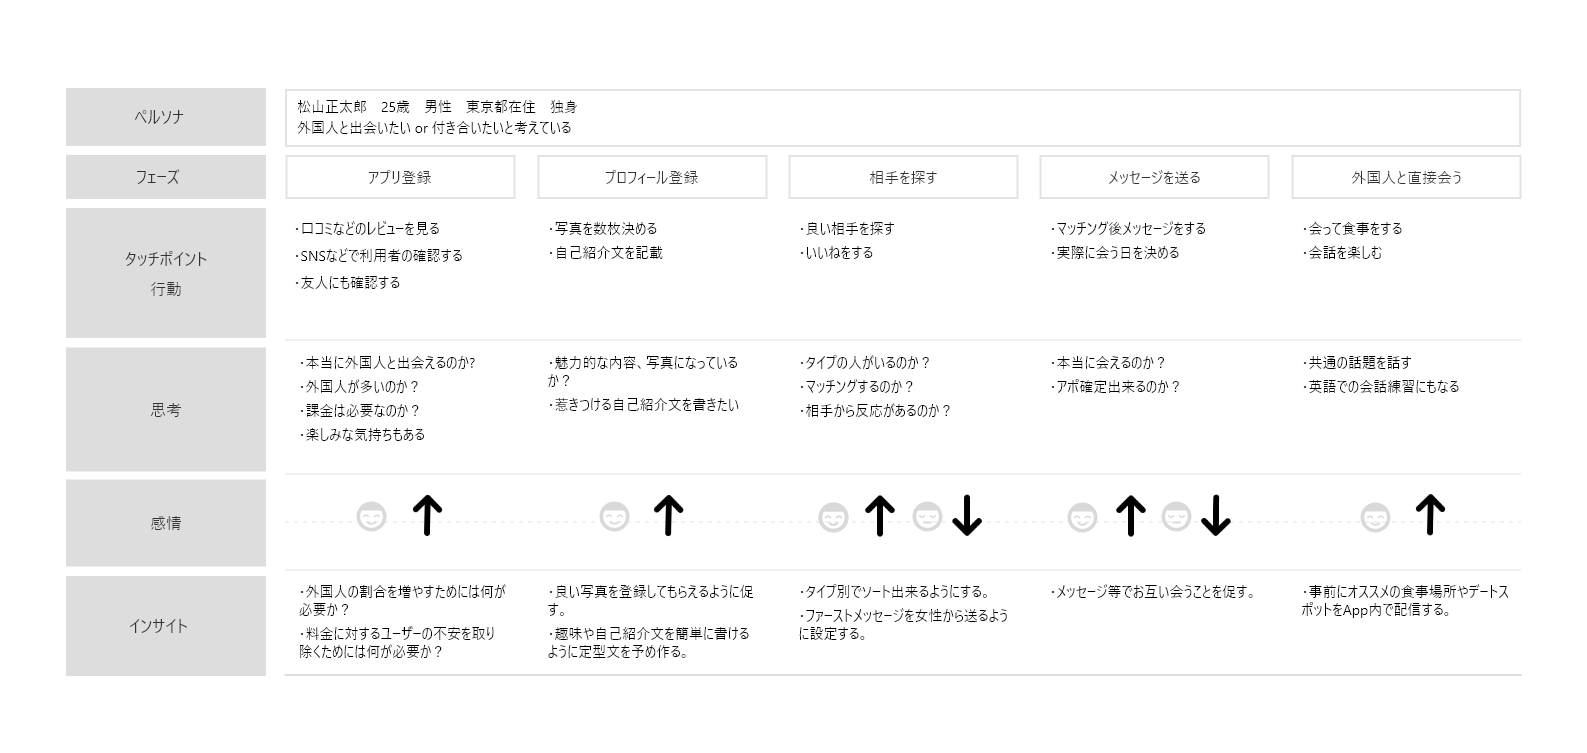 ペルソナ
松山正太郎　25歳　男性　東京都在住　独身
外国人と出会いたい or 付き合いたいと考えている
フェーズ
アプリ登録
プロフィール登録
相手を探す
メッセージを送る
外国人と直接会う
タッチポイント
行動
・口コミなどのレビューを見る
・SNSなどで利用者の確認する
・友人にも確認する
・写真を数枚決める
・自己紹介文を記載
・良い相手を探す
・いいねをする
・マッチング後メッセージをする
・実際に会う日を決める
・会って食事をする
・会話を楽しむ
思考
・本当に外国人と出会えるのか?
・外国人が多いのか？
・課金は必要なのか？
・楽しみな気持ちもある
・魅力的な内容、写真になっている
か？
・惹きつける自己紹介文を書きたい
・タイプの人がいるのか？
・マッチングするのか？
・相手から反応があるのか？
・本当に会えるのか？
・アポ確定出来るのか？
・共通の話題を話す
・英語での会話練習にもなる
感情
インサイト
・外国人の割合を増やすためには何が
必要か？
・料金に対するユーザーの不安を取り
除くためには何が必要か？
・良い写真を登録してもらえるように促
す。
・趣味や自己紹介文を簡単に書ける
ように定型文を予め作る。
・タイプ別でソート出来るようにする。
・ファーストメッセージを女性から送るよう
に設定する。
・メッセージ等でお互い会うことを促す。
・事前にオススメの食事場所やデートス
ポットをApp内で配信する。